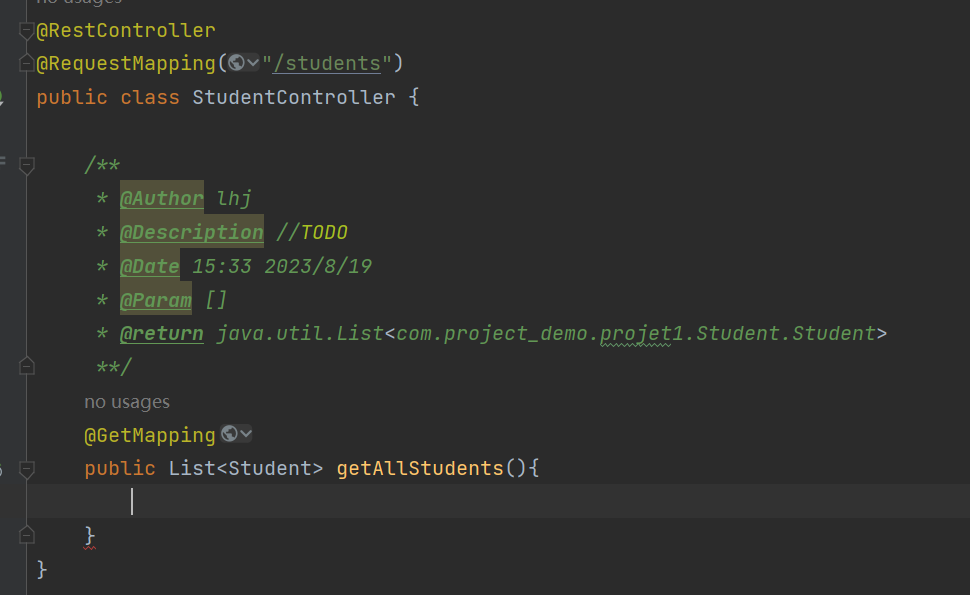 no usages
@RestController
@RequestMapping("/students")
public class StudentController {
/**
* @Author lhj
* @Description //TODO
* @Date 15:33 2023/8/19
* @Param []
* @return java.util.List<com.project_demo.projet1.Student.Student>
**/
no usages
@GetMapping
public List<Student> getAllStudents(){
}
}